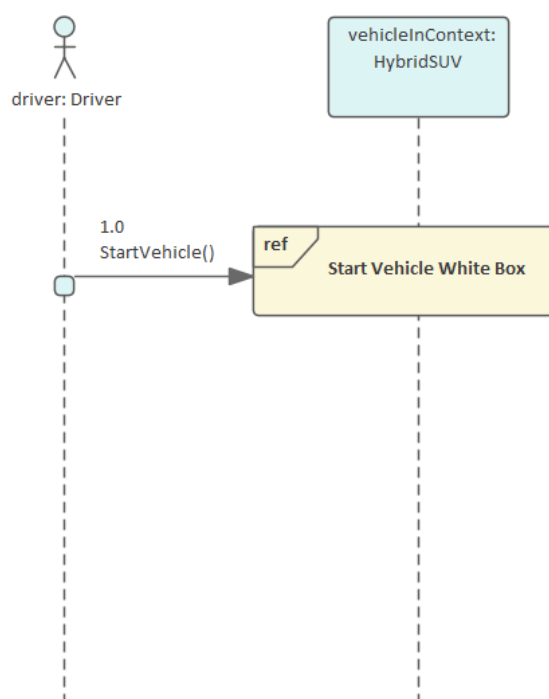 vehicleInContext:
HybridSUV
driver: Driver
1.0
StartVehicle()
ref
Start Vehicle White Box